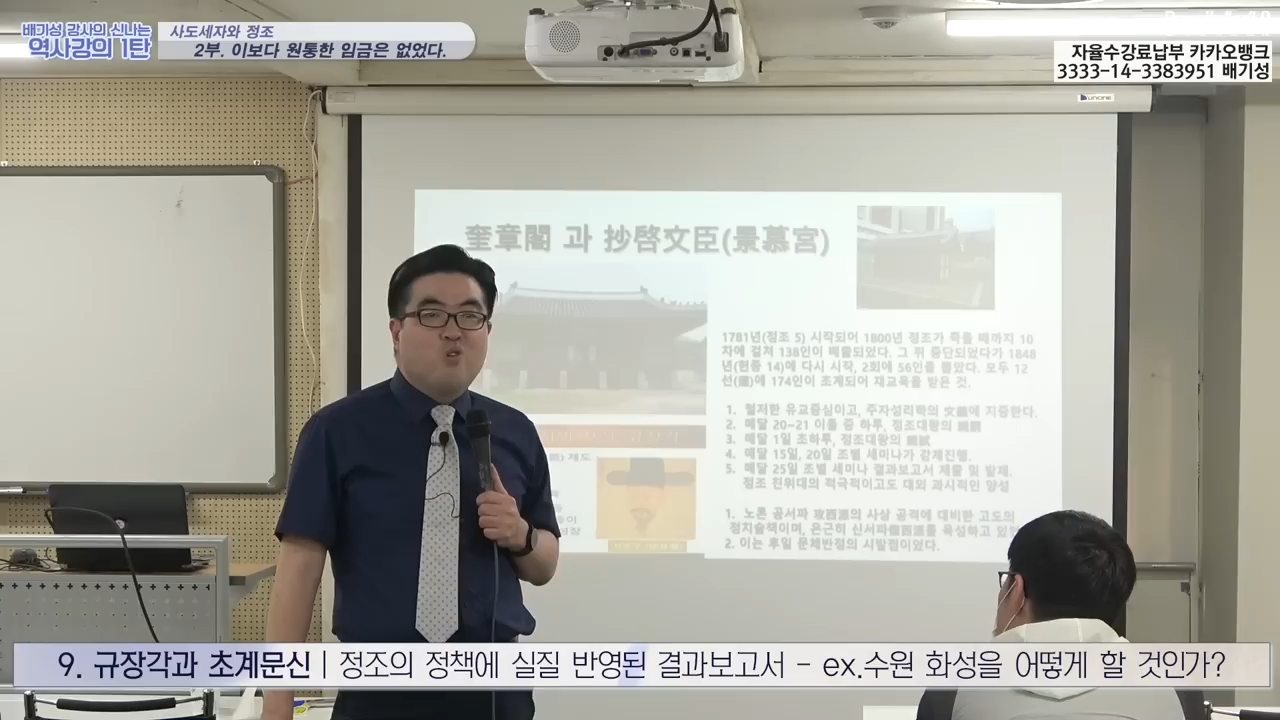 배기성 강사의 신나는
역사강의 1탄
사도세자와 정조
2부. 이보다 원통한 임금은 없었다.
자율수강료납부 카카오뱅크
3333-14-3383951 배기성
奎章閣 과 抄啓文臣(景慕宮)
1781년(정조 5) 시작되어 1800년 정조가 죽을 때까지 10
차에 걸쳐 138인이 배출되었다. 그 뒤 중단되었다가 1848
년(헌종 14)에 다시 시작, 2회에 56인를 뽑았다. 모두 12
선(選)에 174인이 초계되어 재교육을 받은 것.
1. 철저한 유교중심이고, 주자성리학의 文義에 치중한다.
2. 매달 20~21 이틀 중 하루, 정조대왕의
3. 매달 1일 초하루, 정조대왕의
4. 매달 15일, 20일 조별 세미나가 강제진행.
5. 매달 25일 조별 세미나 결과보고서 제출 및 발제.
정조 친위대의 적극적이고도 대외 과시적인 양성
1. 노론 공서파 攻西派의 사상 공격에 대비한 고도의
정치술책이며, 은근히 신서파信西派를 육성하고
2. 이는 후일 문체반정의 시발점이었다.
제도
9. 규장각과 초계문신 | 정조의 정책에 실질 반영된 결과보고서 - ex.수원 화성을 어떻게 할 것인가?